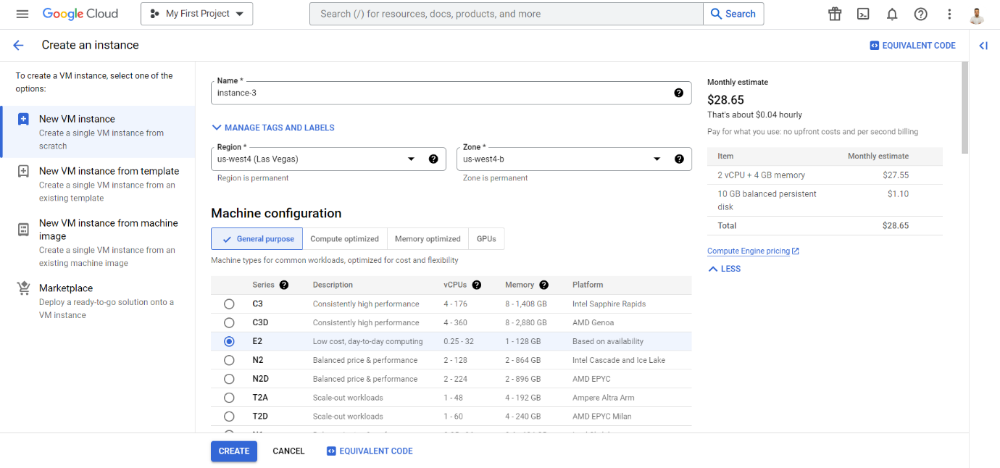 Google Cloud
My First Project
Search (/) for resources, docs, products, and more
Search
Create an instance
EQUIVALENT CODE
To create a VM instance, select one of the
options:
New VM instance
Create a single VM instance from
scratch
New VM instance from template
Create a single VM instance from an
existing template
New VM instance from machine
image
Create a single VM instance from an
existing machine image
Marketplace
Deploy a ready-to-go solution onto a
VM instance
Name *
instance-3
MANAGE TAGS AND LABELS
Region *
us-west4 (Las Vegas)
Region is permanent
Zone *
us-west4-b
Zone is permanent
Machine configuration
General purpose
Compute optimized
Memory optimized
GPUs
Machine types for common workloads, optimized for cost and flexibility
Series Description vCPUs Memory Platform
C3 Consistently high performance 4 - 176 8 - 1,408 GB Intel Sapphire Rapids
C3D Consistently high performance 4 - 360 8 - 2,880 GB AMD Genoa
E2 Low cost, day-to-day computing 0.25 - 32 1 - 128 GB Based on availability
N2 Balanced price & performance 2 - 128 2 - 864 GB Intel Cascade and Ice Lake
N2D Balanced price & performance 2 - 224 2 - 896 GB AMD EPYC
T2A Scale-out workloads 1 - 48 4 - 192 GB Ampere Altra Arm
T2D Scale-out workloads 1 - 60 4 - 240 GB AMD EPYC Milan
CREATE
CANCEL
EQUIVALENT CODE
Monthly estimate
$28.65
That's about $0.04 hourly
Pay for what you use: no upfront costs and per second billing
Item Monthly estimate
2 vCPU + 4 GB memory $27.55
10 GB balanced persistent $1.10
disk
Total $28.65
Compute Engine pricing
LESS